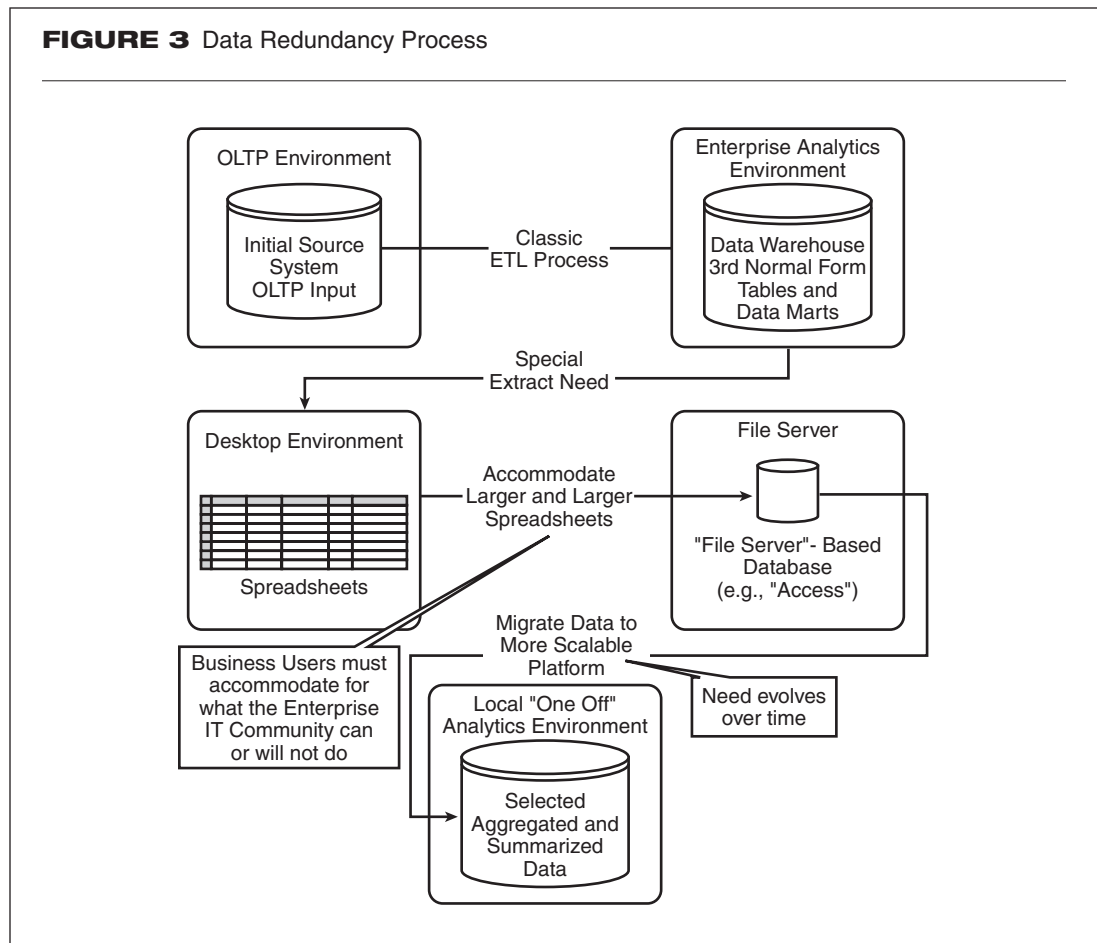 FIGURE 3 Data Redundancy Process
OLTP Environment
Initial Source
System
OLTP Input
Classic
ETL Process
Enterprise Analytics
Environment
Data Warehouse
3rd Normal Form
Tables and
Data Marts
Special
Extract Need
Desktop Environment
Spreadsheets
Accommodate
Larger and Larger
Spreadsheets
File Server
"File Server"- Based
Database
(e.g., "Access")
Business Users must
accommodate for
what the Enterprise
IT Community can
or will not do
Migrate Data to
More Scalable
Platform
Need evolves
over time
Local "One Off"
Analytics Environment
Selected
Aggregated and
Summarized
Data